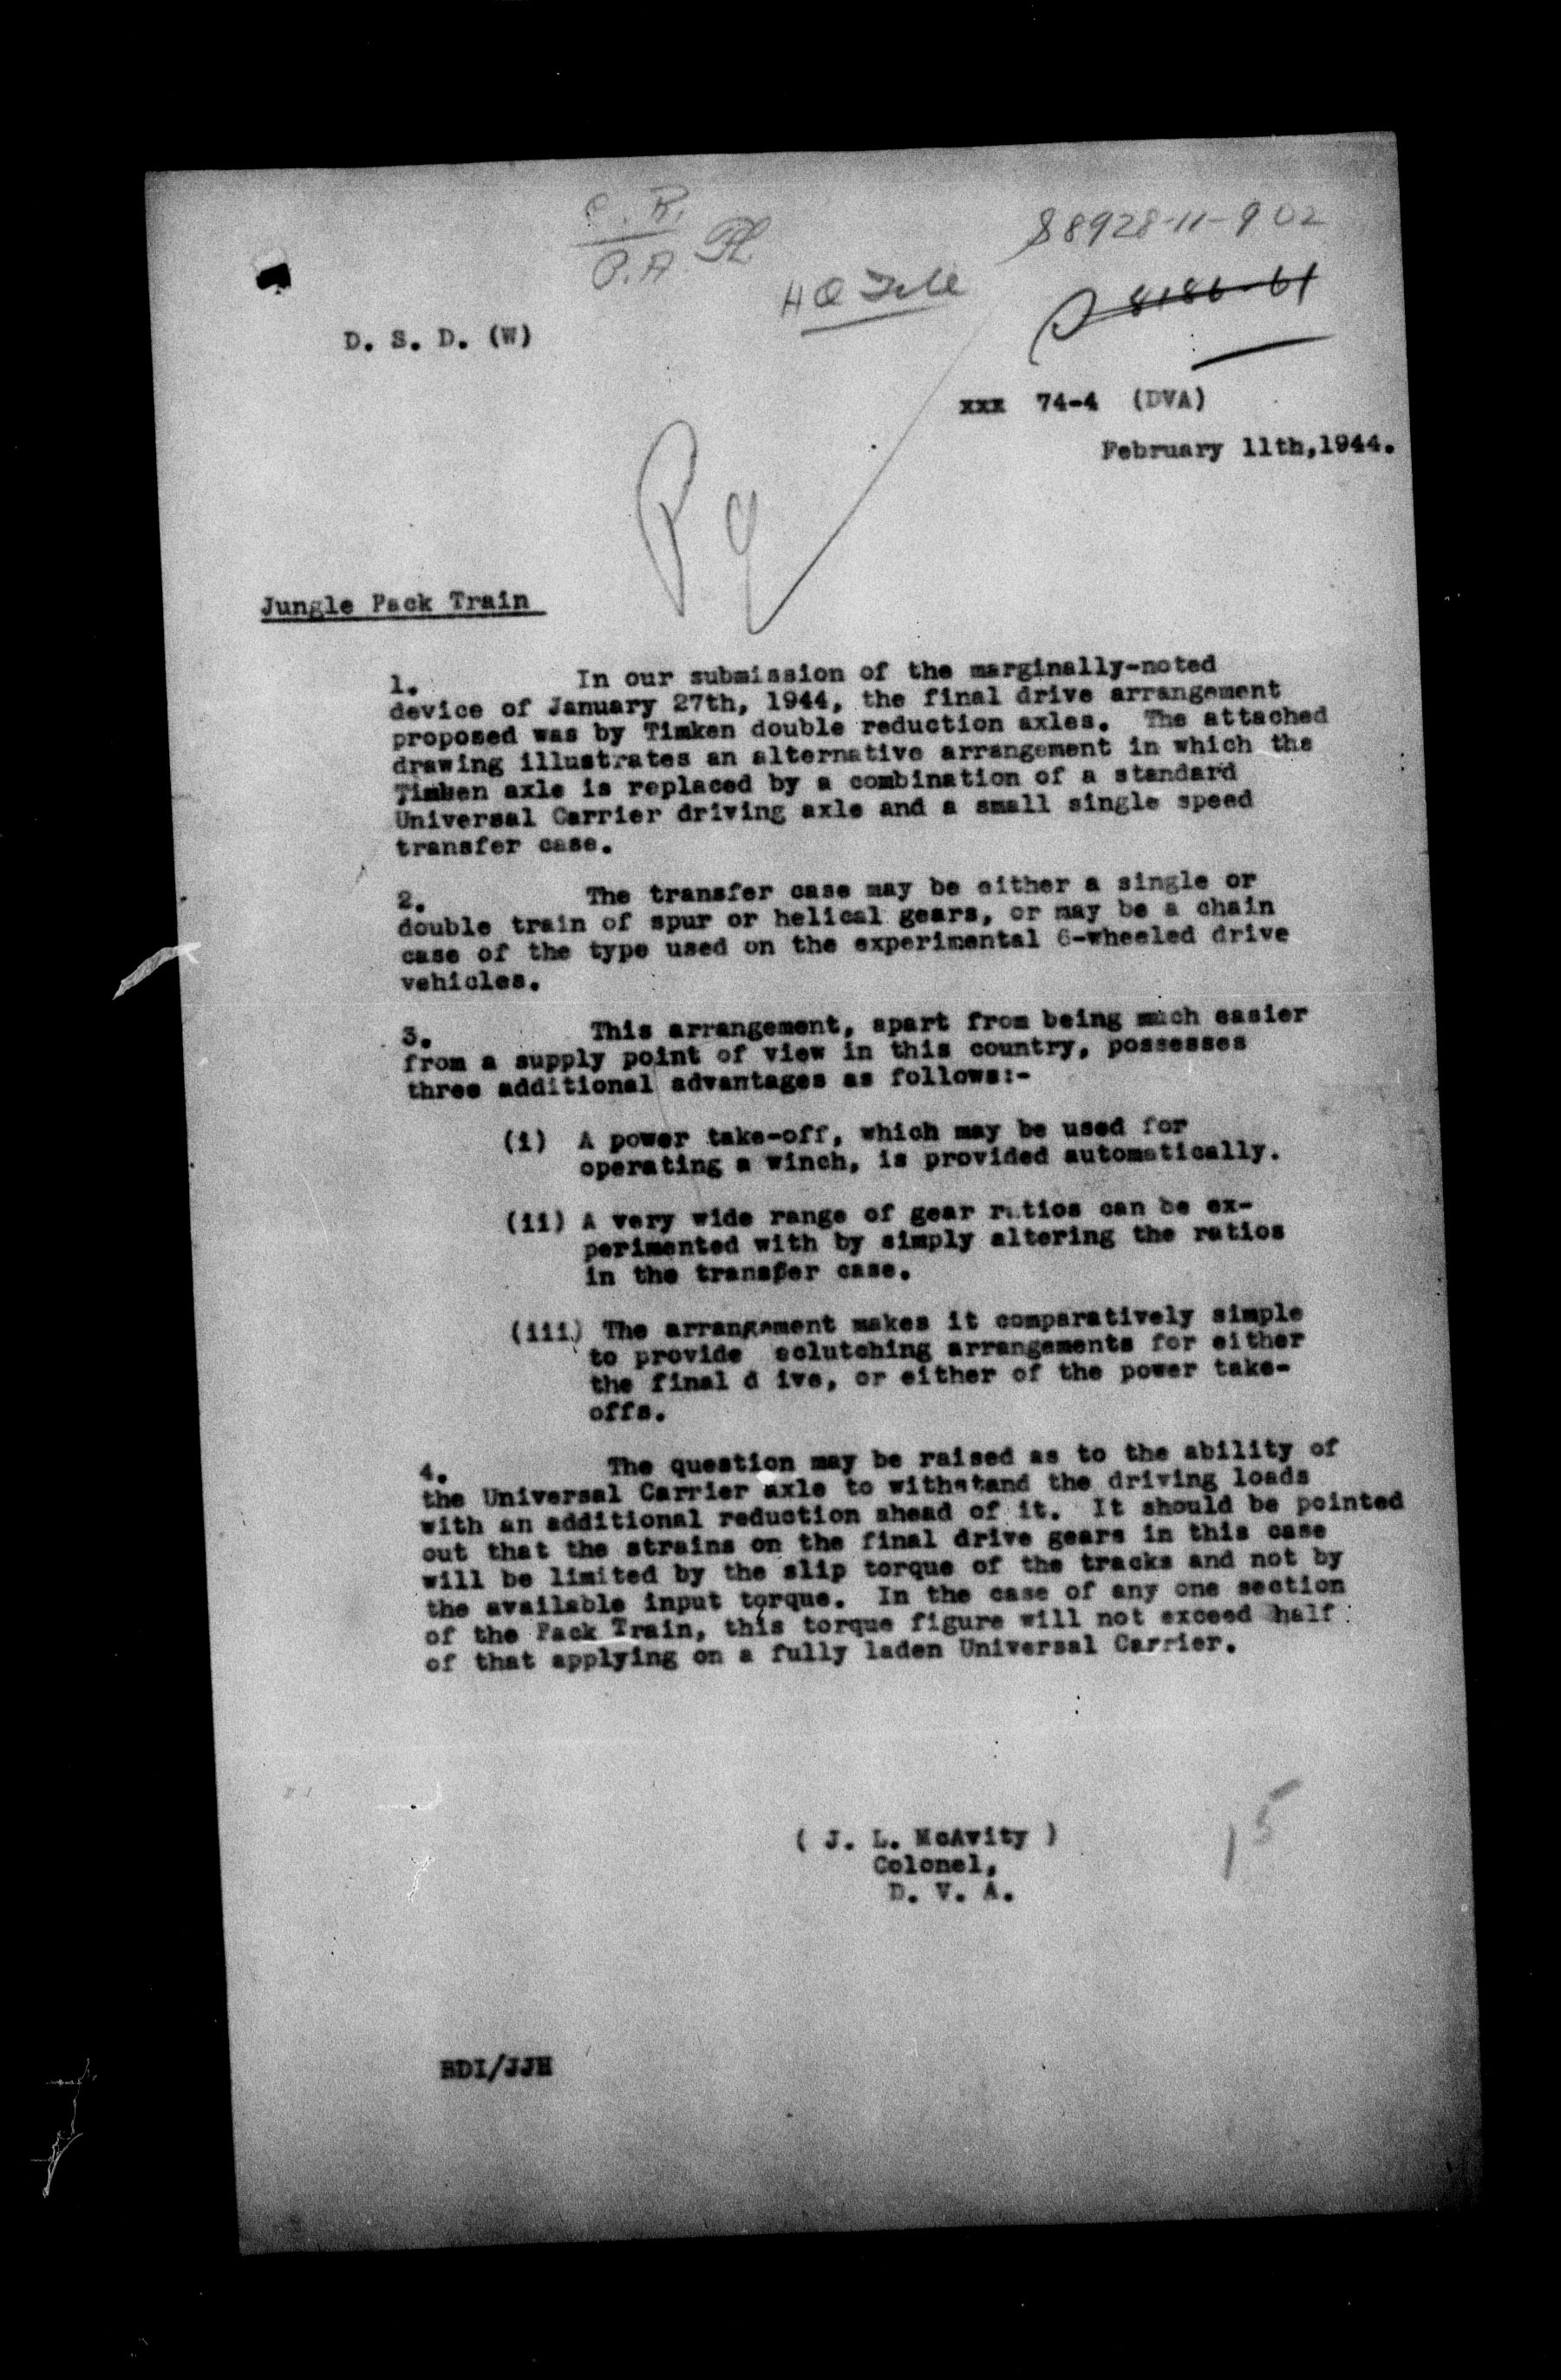 C. R.
P.A.
HQ File
88928-11-902
8186-61
D. S. D. (W)
xxx 74-4 (DVA)
February 11th,1944.
Jungle Pack Train
1. In our submission of the marginally-noted
device of January 27th, 1944, the final drive arrangement
proposed was by Timken double reduction axles. The attached
drawing illustrates an alternative arrangement in which the
Timken axle is replaced by a combination of a standard
Universal Carrier driving axle and a small single speed
transfer case.
2. The transfer case may be either a single or
double train of spur or helical gears, or may be a chain
case of the type used on the experimental 6-wheeled drive
vehicles.
3. This arrangement, apart from being much easier
from a supply point of view in this country, possesses
three additional advantages as follows:-
(i) A power take-off, which may be used for
operating a winch, is provided automatically.
(ii) A very wide range of gear ratios can be ex-
perimented with by simply altering the ratios
in the transfer case.
(iii) The arrangement makes it comparatively simple
to provide eclutching arrangements for either
the final d ive, or either of the power take-
offs.
4. The question may be raised as to the ability of
the Universal Carrier axle to withstand the driving loads
with an additional reduction ahead of it. It should be pointed
out that the strains on the final drive gears in this case
will be limited by the slip torque of the tracks and not by
the available input torque. In the case of any one section
of the Pack Train, this torque figure will not exceed half
of that applying on a fully laden Universal Carrier.
( J. L. McAvity )
Colonel,
D. V. A.
15
BDI/JJH